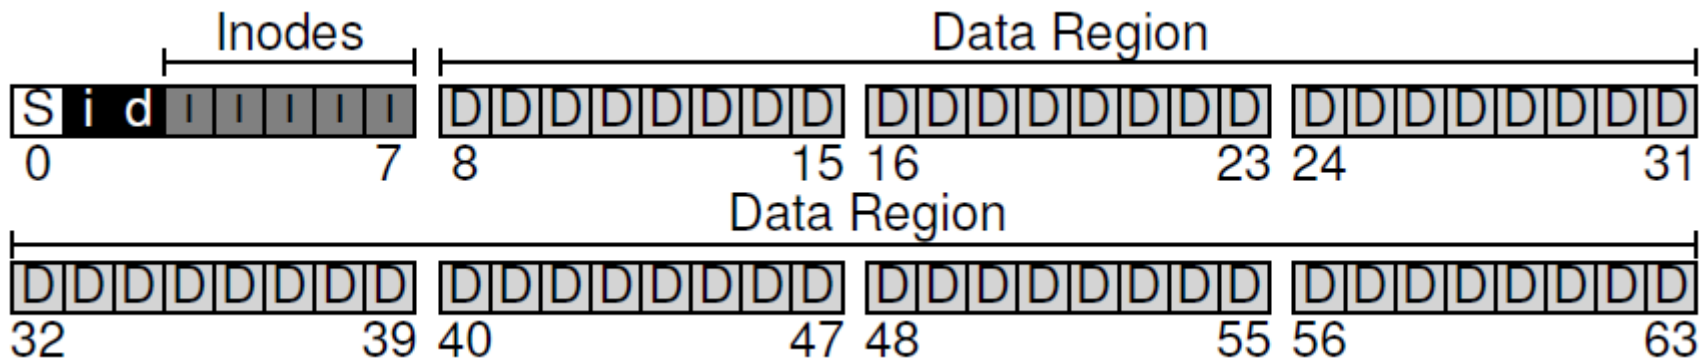 Inodes Data Region
S i d I I I I I D D D D D D D D D D D D D D D D D D D D D D D D
0 7 8 15 16 23 24 31
Data Region
D D D D D D D D D D D D D D D D D D D D D D D D D D D D D D D D
32 39 40 47 48 55 56 63